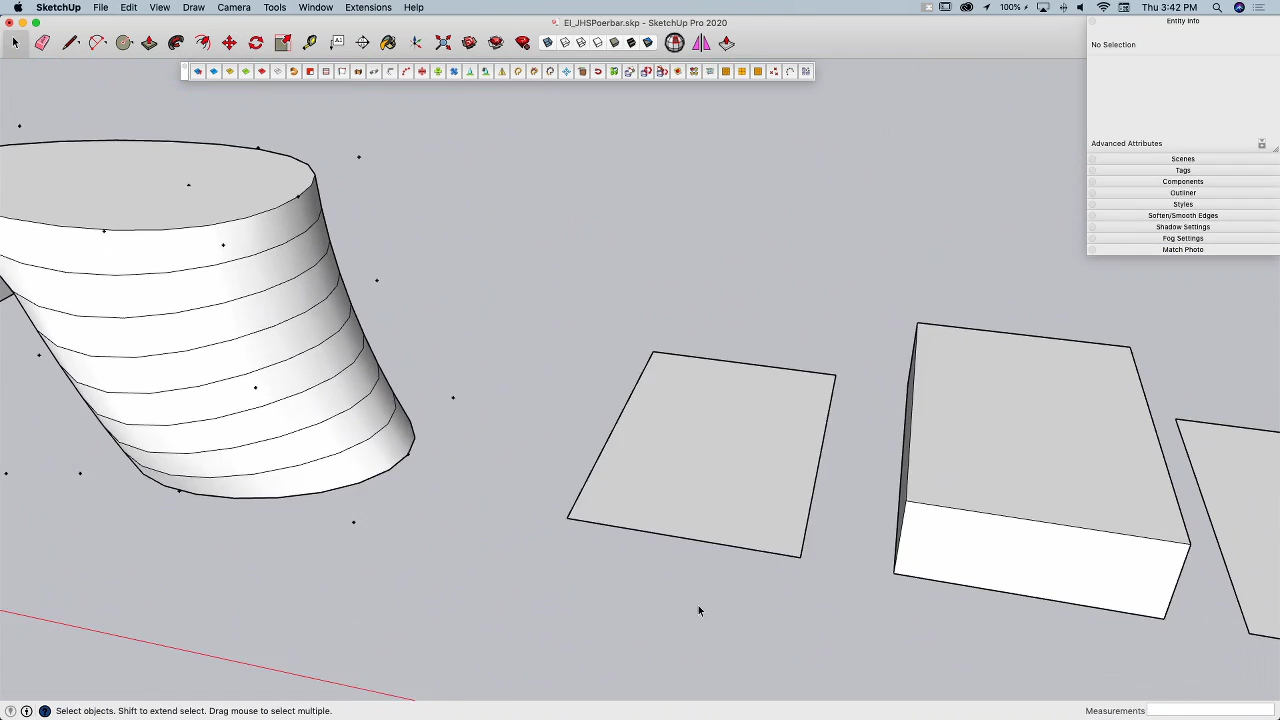 SketchUp File Edit View Draw Camera Tools Window Extensions Help 100% Thu 3:42 PM
EI_JHSPoerbar.skp - SketchUp Pro 2020
Entity Info
No Selection
Advanced Attributes
Scenes
Tags
Components
Outliner
Styles
Soften/Smooth Edges
Shadow Settings
Fog Settings
Match Photo
Select objects. Shift to extend select. Drag mouse to select multiple. Measurements